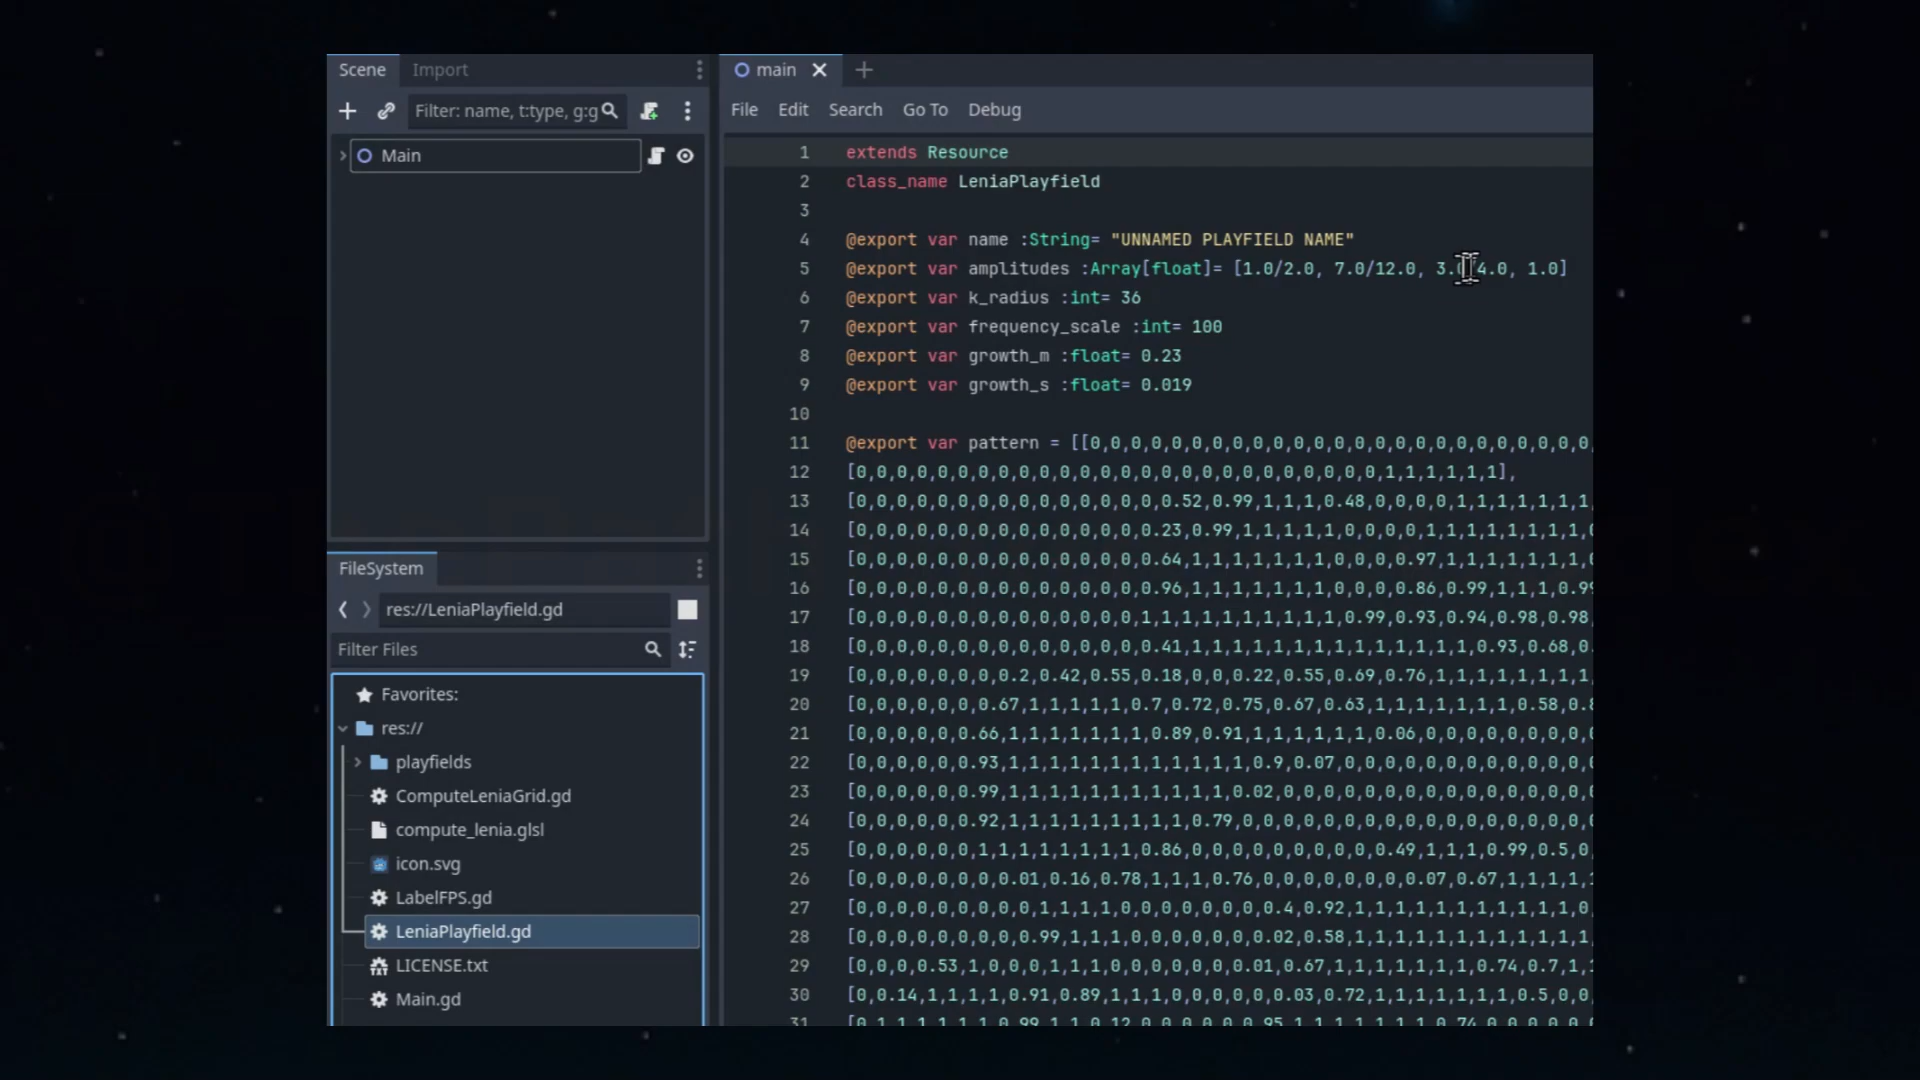 Scene Import
Filter: name, t:type, g:g
Main
FileSystem
res://LeniaPlayfield.gd
Filter Files
Favorites:
res://
playfields
ComputeLeniaGrid.gd
compute_lenia.glsl
icon.svg
LabelFPS.gd
LeniaPlayfield.gd
LICENSE.txt
Main.gd
main
File Edit Search Go To Debug
1 extends Resource
2 class_name LeniaPlayfield
3
4 @export var name :String= "UNNAMED PLAYFIELD NAME"
5 @export var amplitudes :Array[float]= [1.0/2.0, 7.0/12.0, 3.0/4.0, 1.0]
6 @export var k_radius :int= 36
7 @export var frequency_scale :int= 100
8 @export var growth_m :float= 0.23
9 @export var growth_s :float= 0.019
10
11 @export var pattern = [[0,0,0,0,0,0,0,0,0,0,0,0,0,0,0,0,0,0,0,0,0,0,0,0,0,
12 [0,0,0,0,0,0,0,0,0,0,0,0,0,0,0,0,0,0,0,0,0,0,0,0,0,0,1,1,1,1,1,1],
13 [0,0,0,0,0,0,0,0,0,0,0,0,0,0,0,0.52,0.99,1,1,1,0.48,0,0,0,0,1,1,1,1,1,1,1,
14 [0,0,0,0,0,0,0,0,0,0,0,0,0,0,0.23,0.99,1,1,1,1,1,0,0,0,0,1,1,1,1,1,1,1,0
15 [0,0,0,0,0,0,0,0,0,0,0,0,0,0,0.64,1,1,1,1,1,1,1,0,0,0,0.97,1,1,1,1,1,1,1,0
16 [0,0,0,0,0,0,0,0,0,0,0,0,0,0,0.96,1,1,1,1,1,1,1,0,0,0,0.86,0.99,1,1,1,0.99
17 [0,0,0,0,0,0,0,0,0,0,0,0,0,0,1,1,1,1,1,1,1,1,1,1,0.99,0.93,0.94,0.98,0.98,
18 [0,0,0,0,0,0,0,0,0,0,0,0,0,0,0.41,1,1,1,1,1,1,1,1,1,1,1,1,1,1,0.93,0.68,0.
19 [0,0,0,0,0,0,0,0.2,0.42,0.55,0.18,0,0,0.22,0.55,0.69,0.76,1,1,1,1,1,1,1,1,
20 [0,0,0,0,0,0,0.67,1,1,1,1,1,0.7,0.72,0.75,0.67,0.63,1,1,1,1,1,1,1,0.58,0.8
21 [0,0,0,0,0,0.66,1,1,1,1,1,1,1,0.89,0.91,1,1,1,1,1,1,0.06,0,0,0,0,0,0,0,0,0
22 [0,0,0,0,0,0.93,1,1,1,1,1,1,1,1,1,1,1,1,0.9,0.07,0,0,0,0,0,0,0,0,0,0,0,0
23 [0,0,0,0,0,0.99,1,1,1,1,1,1,1,1,1,1,1,0.02,0,0,0,0,0,0,0,0,0,0,0,0,0,0,0
24 [0,0,0,0,0,0.92,1,1,1,1,1,1,1,1,1,0.79,0,0,0,0,0,0,0,0,0,0,0,0,0,0,0,0,0
25 [0,0,0,0,0,0,1,1,1,1,1,1,1,1,0.86,0,0,0,0,0,0,0,0,0,0,0.49,1,1,1,0.99,0.5,0,
26 [0,0,0,0,0,0,0,0.01,0.16,0.78,1,1,1,0.76,0,0,0,0,0,0,0,0.07,0.67,1,1,1,1,1
27 [0,0,0,0,0,0,0,0,0,1,1,1,1,0,0,0,0,0,0,0,0.4,0.92,1,1,1,1,1,1,1,1,1,1,1,0
28 [0,0,0,0,0,0,0,0,0.99,1,1,1,0,0,0,0,0,0,0.02,0.58,1,1,1,1,1,1,1,1,1,1,1,1,
29 [0,0,0,0.53,1,0,0,0,1,1,1,0,0,0,0,0,0,0.01,0.67,1,1,1,1,1,1,1,0.74,0.7,1,1
30 [0,0.14,1,1,1,1,0.91,0.89,1,1,1,0,0,0,0,0,0.03,0.72,1,1,1,1,1,1,1,0.5,0,0,